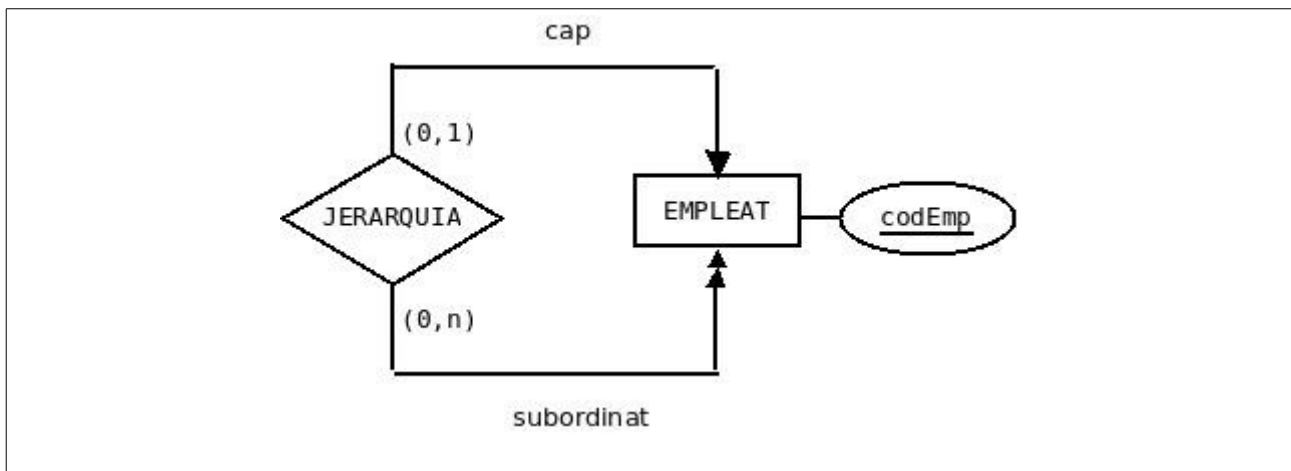 cap
(0,1)
JERARQUIA
EMPLEAT
codEmp
(0,n)
subordinat